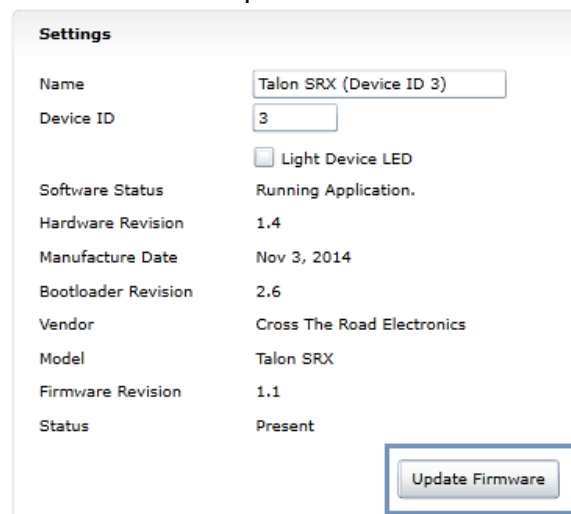 Settings
Name Talon SRX (Device ID 3)
Device ID 3
Light Device LED
Software Status Running Application.
Hardware Revision 1.4
Manufacture Date Nov 3, 2014
Bootloader Revision 2.6
Vendor Cross The Road Electronics
Model Talon SRX
Firmware Revision 1.1
Status Present
Update Firmware